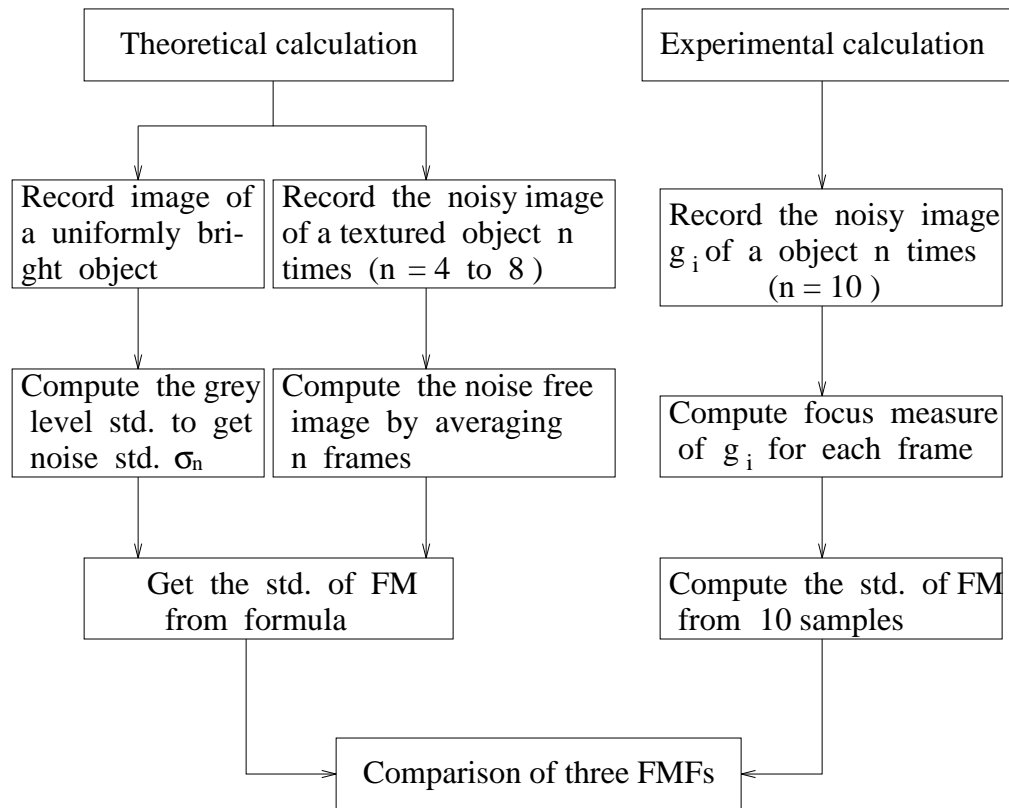 Theoretical calculation
Experimental calculation
Record image of
a uniformly bri-
ght object
Record the noisy image
of a textured object n
times (n = 4 to 8 )
Record the noisy image
g i of a object n times
(n = 10 )
Compute the grey
level std. to get
noise std. σn
Compute the noise free
image by averaging
n frames
Compute focus measure
of g i for each frame
Get the std. of FM
from formula
Compute the std. of FM
from 10 samples
Comparison of three FMFs